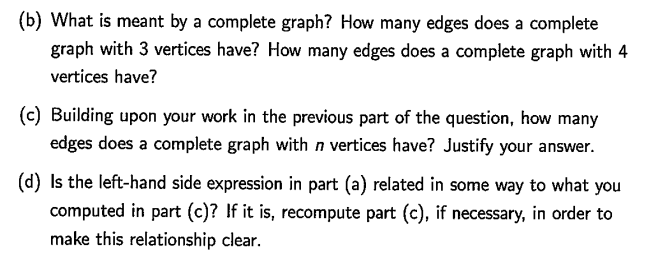 (b) What is meant by a complete graph? How many edges does a complete
graph with 3 vertices have? How many edges does a complete graph with 4
vertices have?
(c) Building upon your work in the previous part of the question, how many
edges does a complete graph with n vertices have? Justify your answer.
(d) Is the left-hand side expression in part (a) related in some way to what you
computed in part (c)? If it is, recompute part (c), if necessary, in order to
make this relationship clear.